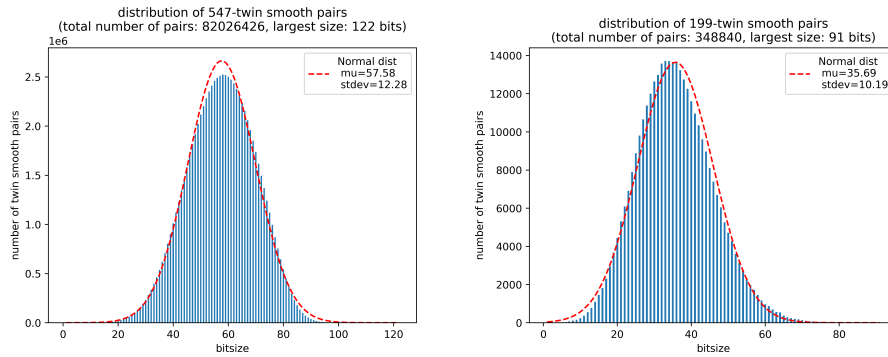 distribution of 547-twin smooth pairs
(total number of pairs: 82026426, largest size: 122 bits)
1e6
Normal dist
mu=57.58
stdev=12.28
number of twin smooth pairs
2.5
2.0
1.5
1.0
0.5
0.0
0 20 40 60 80 100 120
bitsize
distribution of 199-twin smooth pairs
(total number of pairs: 348840, largest size: 91 bits)
Normal dist
mu=35.69
stdev=10.19
number of twin smooth pairs
14000
12000
10000
8000
6000
4000
2000
0
0 20 40 60 80
bitsize